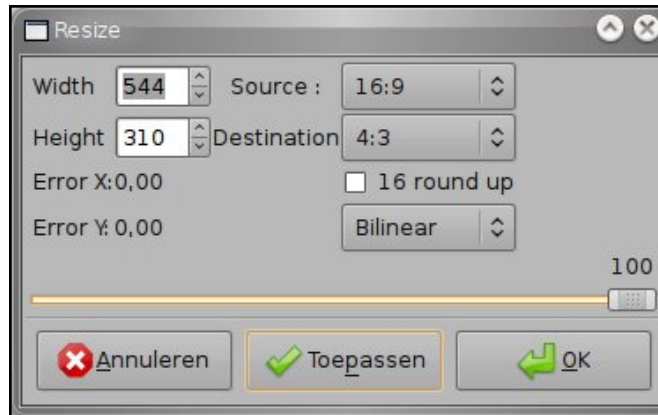 Resize
Width 544 Source : 16:9
Height 310 Destination 4:3
Error X:0,00 16 round up
Error Y: 0,00 Bilinear
100
Annuleren Toepassen OK